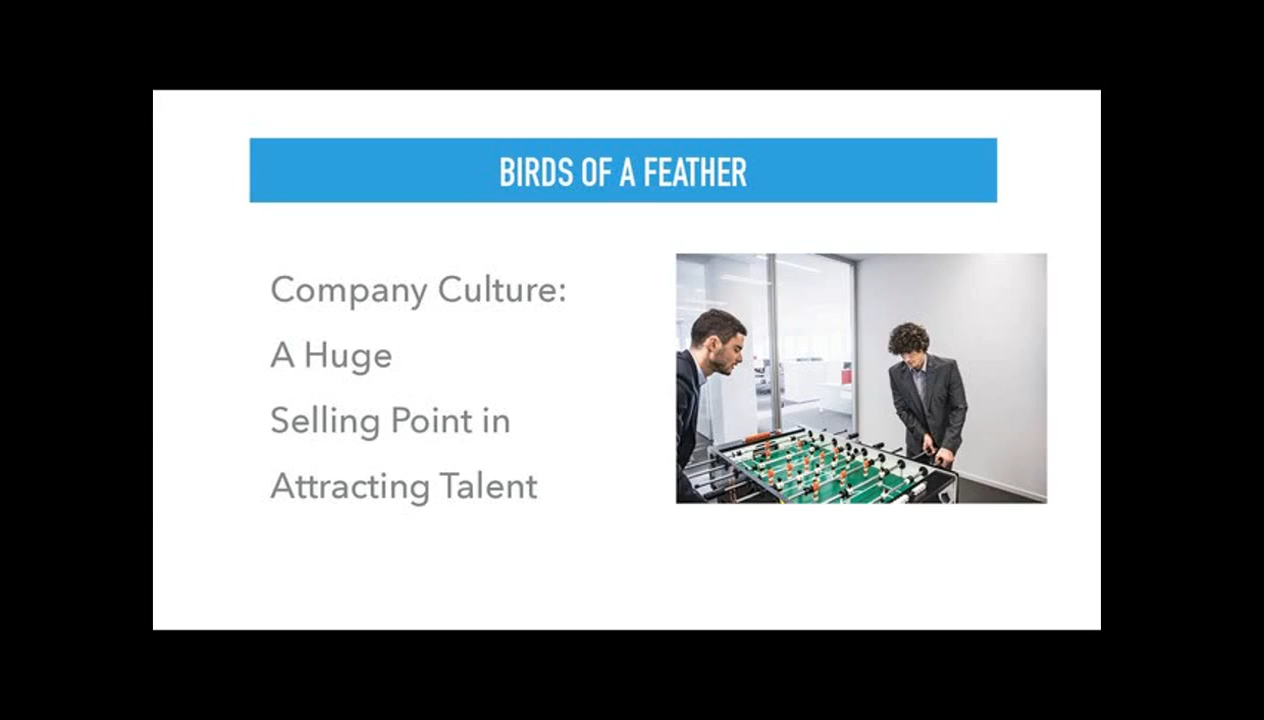 BIRDS OF A FEATHER
Company Culture:
A Huge
Selling Point in
Attracting Talent